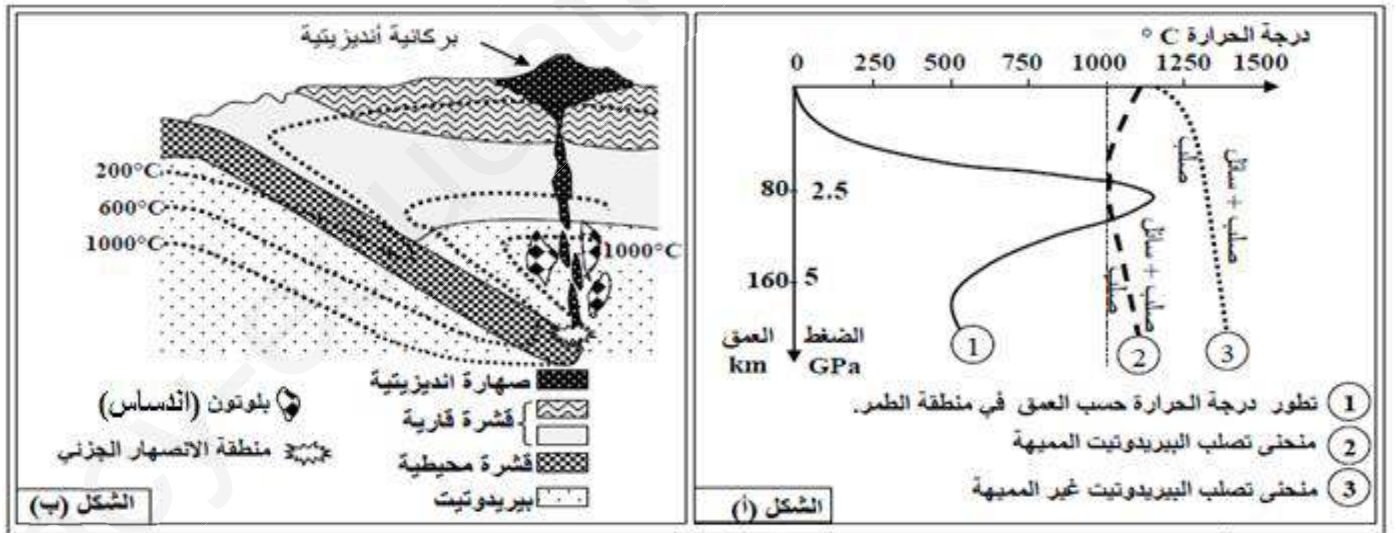 درجة الحرارة C °
0 250 500 750 1000 1250 1500
80 2.5
160 5
العمق الضغط
km GPa
صلب
صلب + سائل
صلب
صلب + سائل
1 2 3
1 تطور درجة الحرارة حسب العمق في منطقة الطمر.
2 منحنى تصلب البيريدوتيت المميهة
3 منحنى تصلب البيريدوتيت غير المميهة
الشكل (أ)
بركانية أنديزيتية
200°C
600°C
1000°C
1000°C
صهارة انديزيتية
قشرة قارية
قشرة محيطية
بيريدوتيت
بلوتون (اندساس)
منطقة الانصهار الجزئي
الشكل (ب)